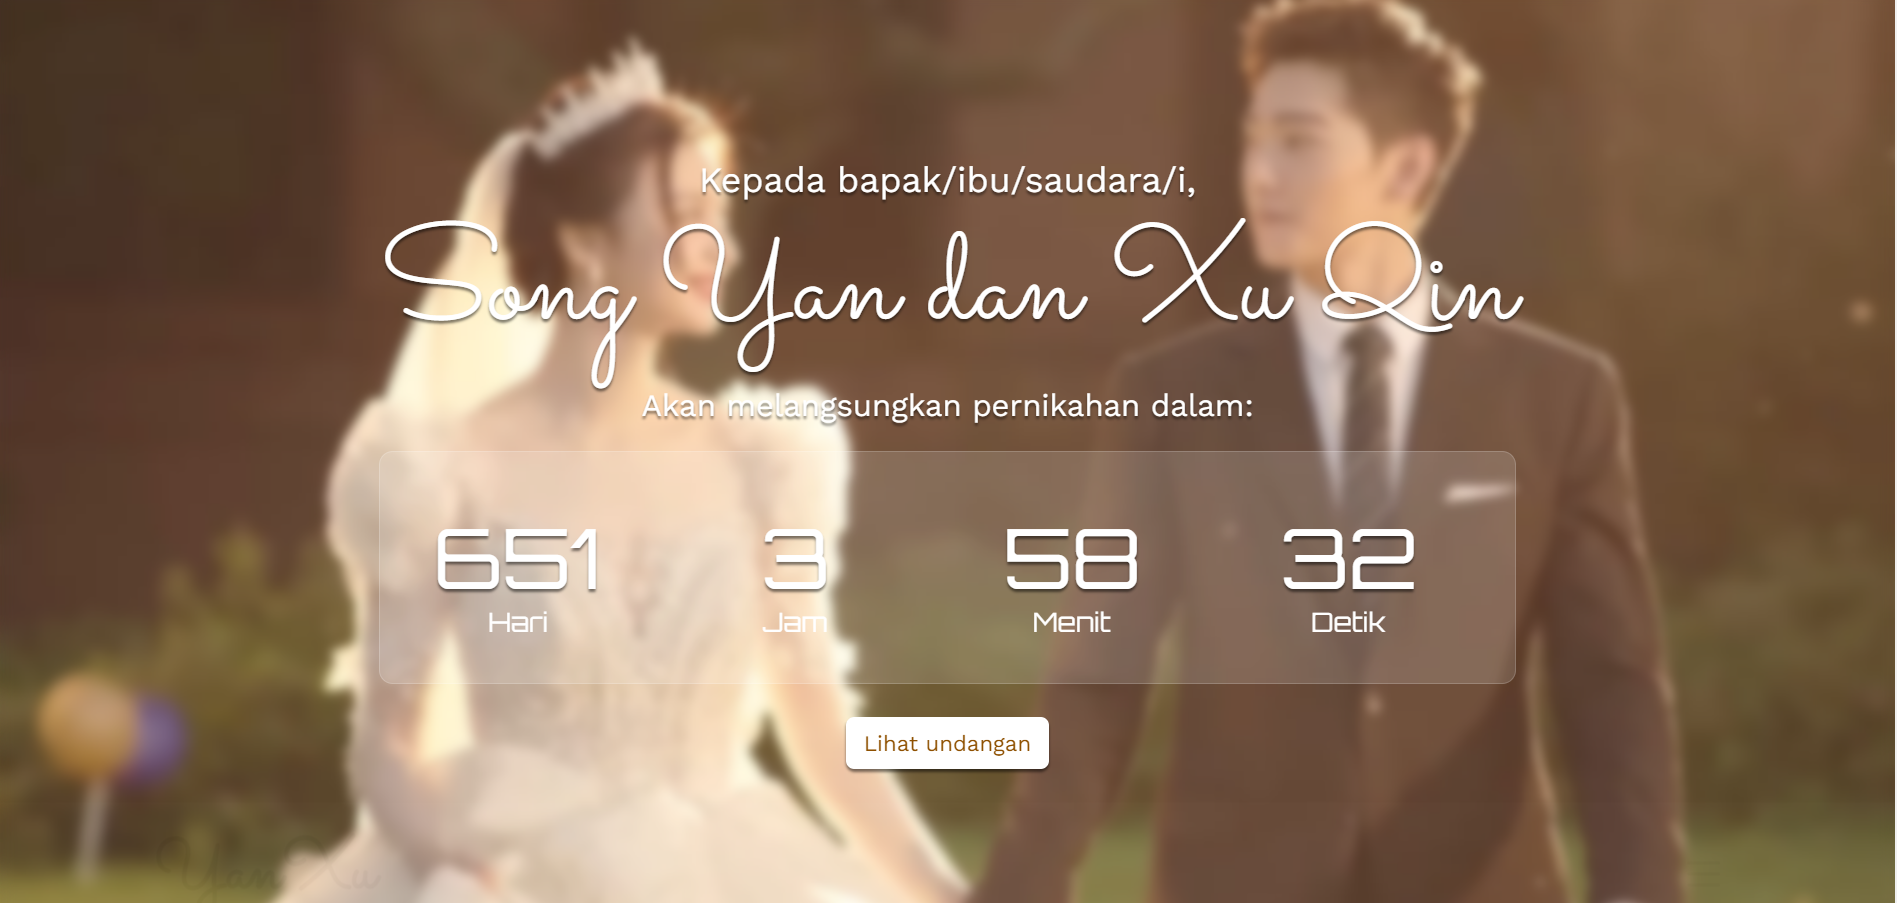 Kepada bapak/ibu/saudara/i,
Song Yan dan Xu Qin
Akan melangsungkan pernikahan dalam:
651 3 58 32
Hari Jam Menit Detik
Lihat undangan
Yan Xu